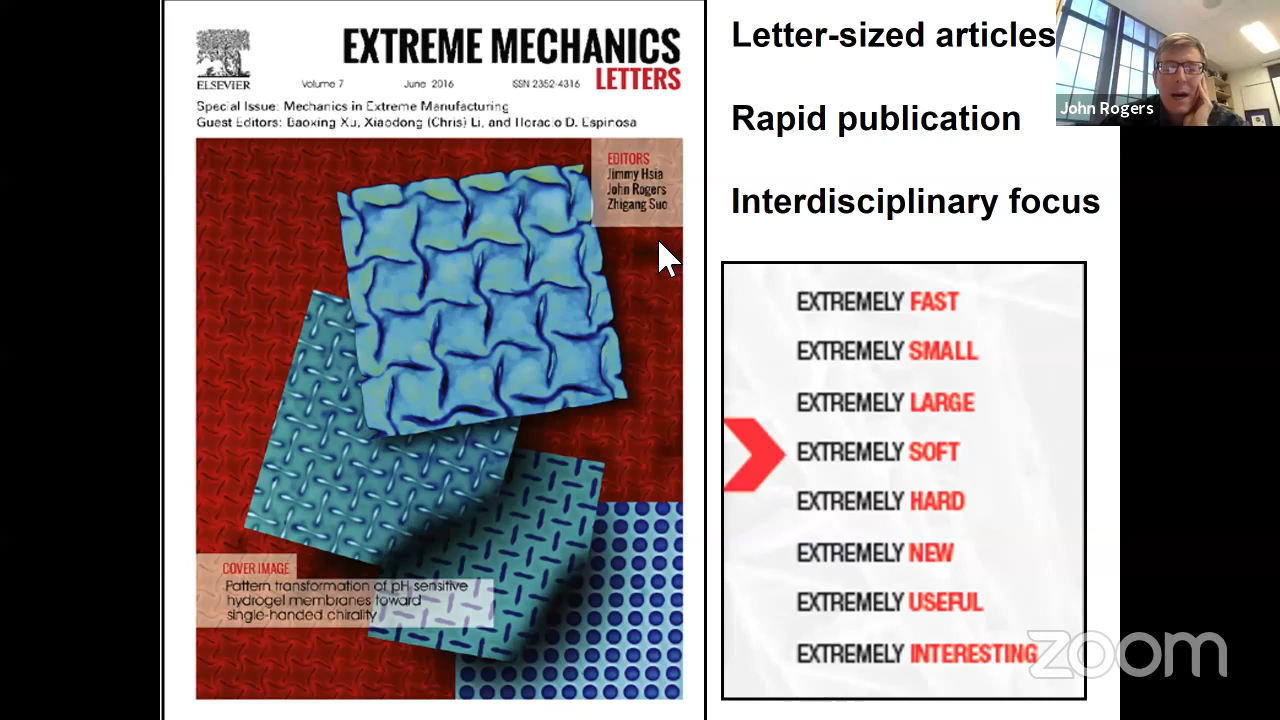 EXTREME MECHANICS
LETTERS
ELSEVIER
Volume 7 June 2016 ISSN 2352-4316
Special Issue: Mechanics in Extreme Manufacturing
Guest Editors: Baoxing Xu, Xiaodong (Chris) Li, and Horacio D. Espinosa
EDITORS
Jimmy Hsia
John Rogers
Zhigang Suo
COVER IMAGE
Pattern transformation of pH sensitive
hydrogel membranes toward
single-handed chirality
Letter-sized articles
Rapid publication
Interdisciplinary focus
John Rogers
EXTREMELY FAST
EXTREMELY SMALL
EXTREMELY LARGE
EXTREMELY SOFT
EXTREMELY HARD
EXTREMELY NEW
EXTREMELY USEFUL
EXTREMELY INTERESTING
zoom